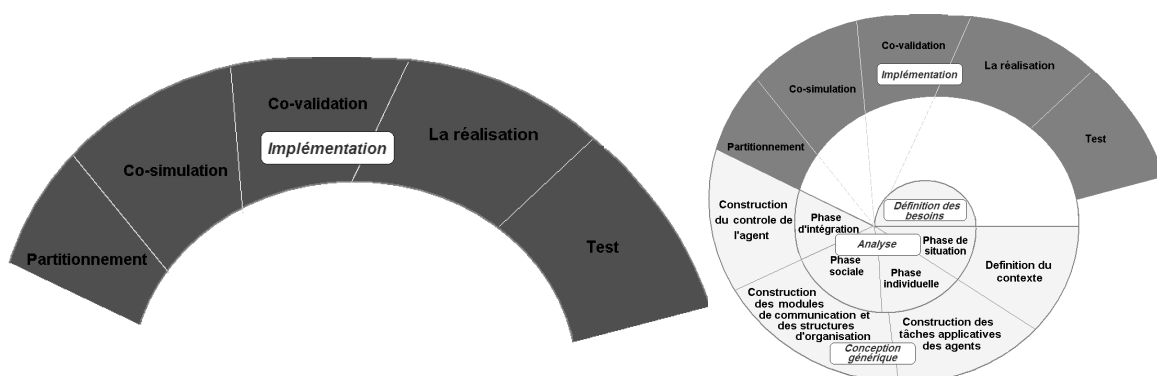 Co-validation
Implémentation
La réalisation
Co-simulation
Test
Partitionnement
Co-validation
Implémentation
La réalisation
Co-simulation
Test
Partitionnement
Définition des
besoins
Construction
du controle de
l'agent
Phase
d'intégration
Analyse
Phase de
situation
Phase
sociale
Phase
individuelle
Definition du
contexte
Construction
des modules
de communication et
des structures
d'organisation
Construction des
tâches applicatives
des agents
Conception
générique